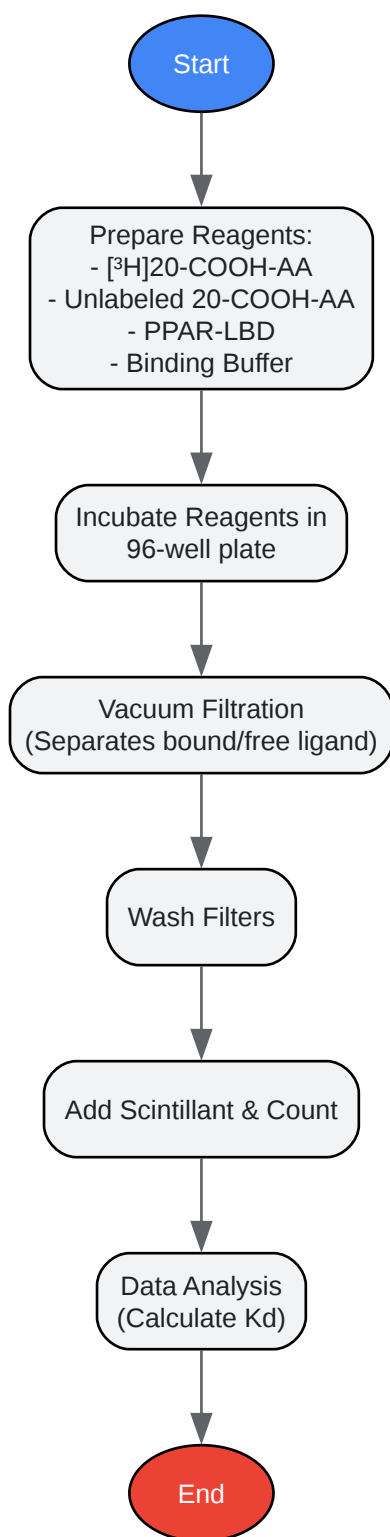 Start
Prepare Reagents:
- [³H]20-COOH-AA
- Unlabeled 20-COOH-AA
- PPAR-LBD
- Binding Buffer
Incubate Reagents in
96-well plate
Vacuum Filtration
(Separates bound/free ligand)
Wash Filters
Add Scintillant & Count
Data Analysis
(Calculate Kd)
End